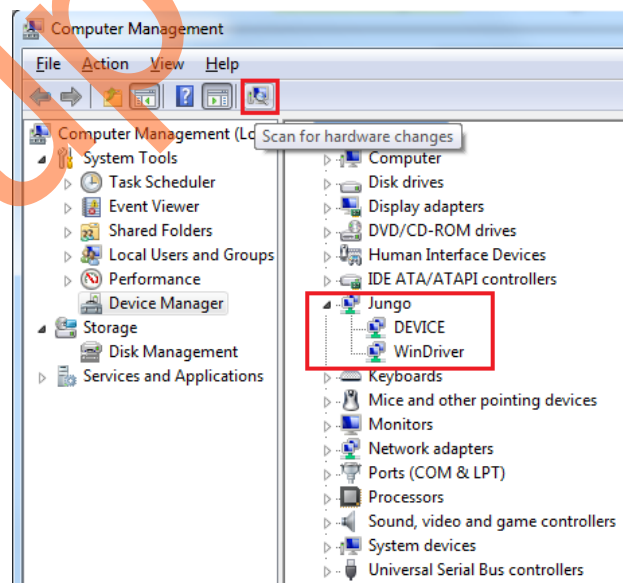 Computer Management
File Action View Help
Scan for hardware changes
Computer Management
System Tools
Task Scheduler
Event Viewer
Shared Folders
Local Users and Groups
Performance
Device Manager
Storage
Disk Management
Services and Applications
Computer
Disk drives
Display adapters
DVD/CD-ROM drives
Human Interface Devices
IDE ATA/ATAPI controllers
Jungo
DEVICE
WinDriver
Keyboards
Mice and other pointing devices
Monitors
Network adapters
Ports (COM & LPT)
Processors
Sound, video and game controllers
System devices
Universal Serial Bus controllers